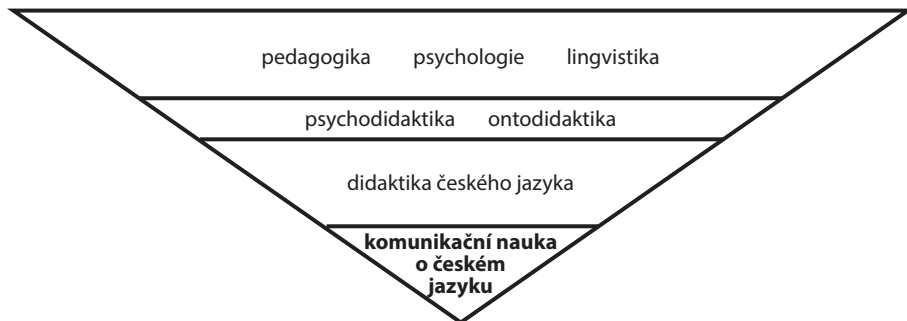 pedagogika psychologie lingvistika
psychodidaktika ontodidaktika
didaktika českého jazyka
komunikační nauka
o českém
jazyku